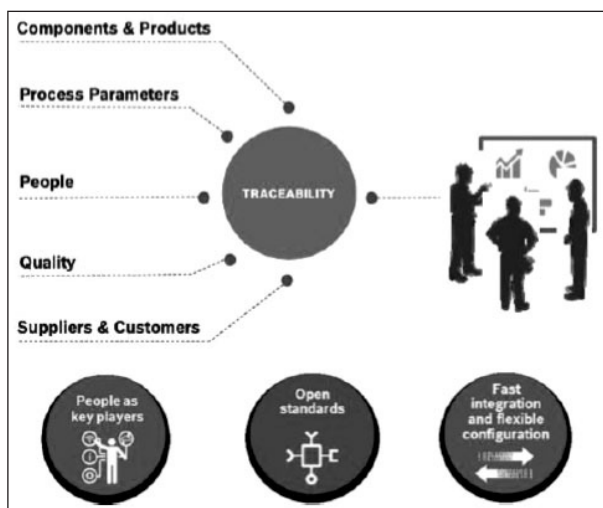 Components & Products
Process Parameters
People
TRACEABILITY
Quality
Suppliers & Customers
People as
key players
Open
standards
Fast
integration
and flexible
configuration